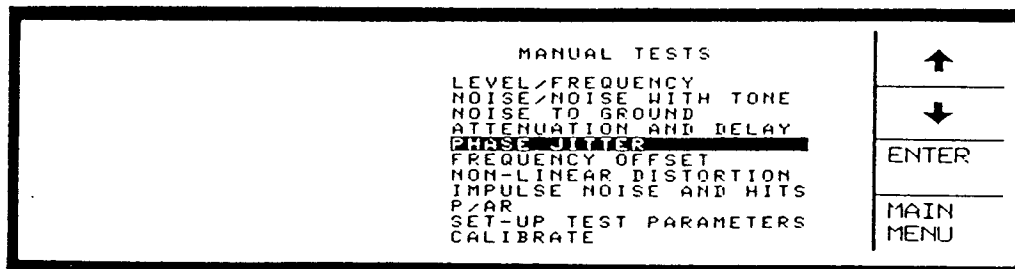 MANUAL TESTS
LEVEL/FREQUENCY
NOISE/NOISE WITH TONE
NOISE TO GROUND
ATTENUATION AND DELAY
PHASE JITTER
FREQUENCY OFFSET
NON-LINEAR DISTORTION
IMPULSE NOISE AND HITS
P/AR
SET-UP TEST PARAMETERS
CALIBRATE
ENTER
MAIN
MENU